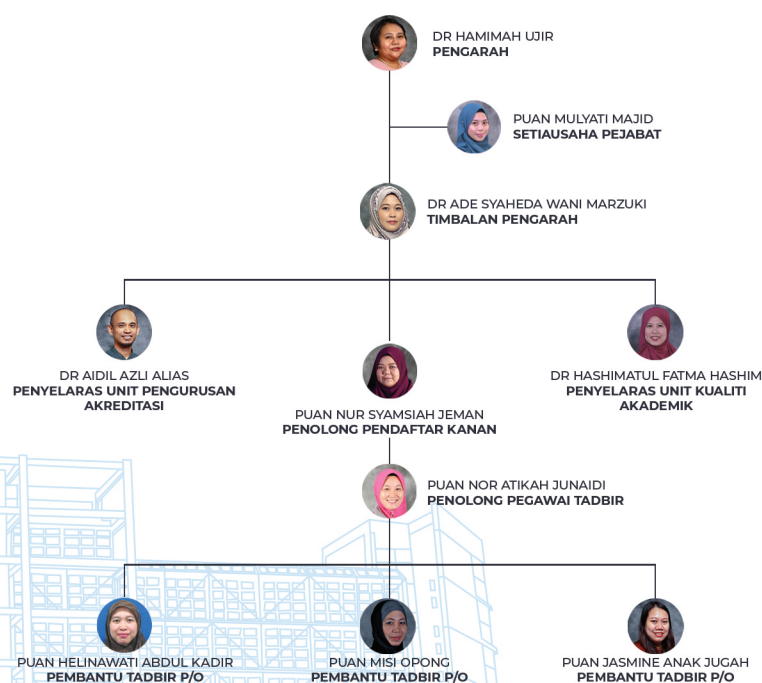 DR HAMIMAH UJIR
PENGARAH
PUAN MULYATI MAJID
SETIAUSAHA PEJABAT
DR ADE SYAHEDA WANI MARZUKI
TIMBALAN PENGARAH
DR AIDIL AZLI ALIAS
PENYELARAS UNIT PENGURUSAN
AKREDITASI
DR HASHIMATUL FATMA HASHIM
PENYELARAS UNIT KUALITI
AKADEMIK
PUAN NUR SYAMSIAH JEMAN
PENOLONG PENDAFTAR KANAN
PUAN NOR ATIKAH JUNAIDI
PENOLONG PEGAWAI TADBIR
PUAN HELINAWATI ABDUL KADIR
PEMBANTU TADBIR P/O
PUAN MISI OPONG
PEMBANTU TADBIR P/O
PUAN JASMINE ANAK JUGAH
PEMBANTU TADBIR P/O